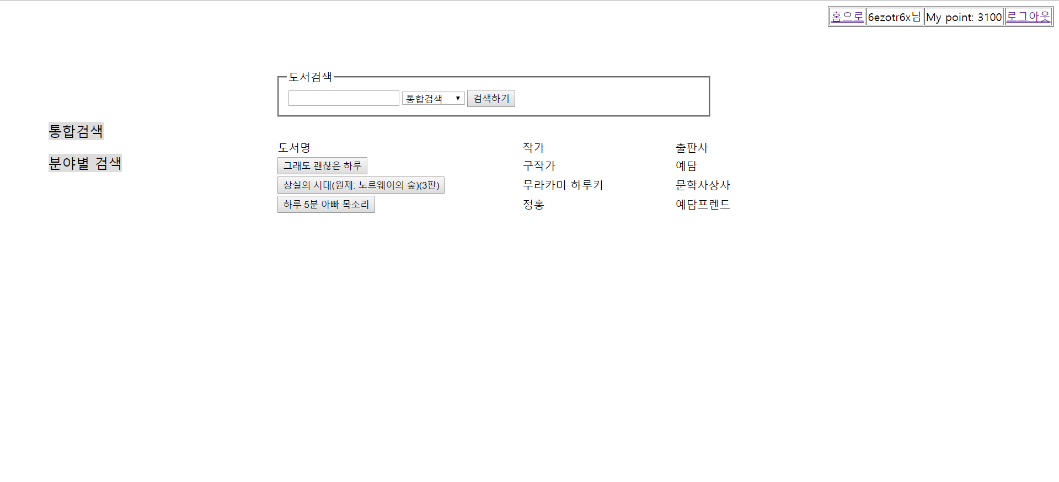 홈으로 6ezotr6x님 My point: 3100 로그아웃
도서검색
통합검색 검색하기
통합검색
분야별 검색
도서명 작가 출판사
그래도 괜찮은 하루 구작가 예담
상실의 시대(원제: 노르웨이의 숲)(3판) 무라카미 하루키 문학사상사
하루 5분 아빠 목소리 정홍 예담프렌드